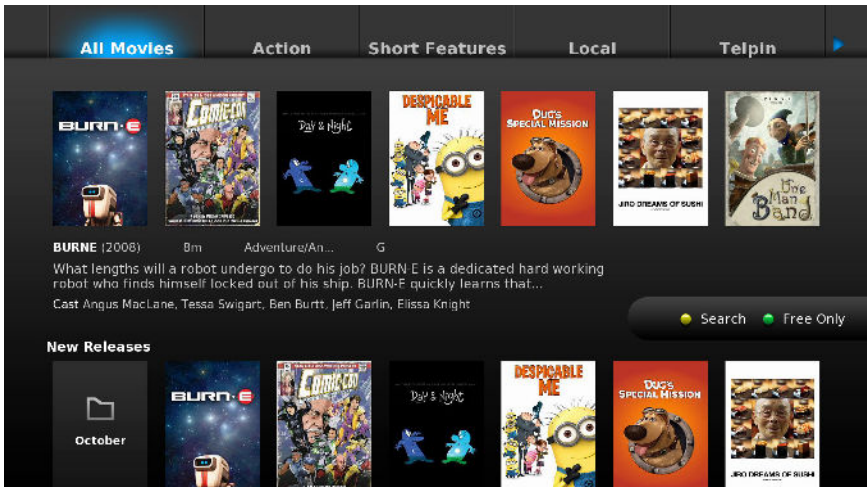 All Movies Action Short Features Local Telpin
BURN·E
Comic-Con
Day & Night
DESPICABLE
ME
DUG'S
SPECIAL MISSION
JIRO DREAMS OF SUSHI
One
Man
Band
BURNE (2008) 8m Adventure/An... G
What lengths will a robot undergo to do his job? BURN-E is a dedicated hard working
robot who finds himself locked out of his ship. BURN-E quickly learns that...
Cast Angus MacLane, Tessa Swigart, Ben Burtt, Jeff Garlin, Elissa Knight
Search Free Only
New Releases
October
BURN·E
Comic-Con
Day & Night
DESPICABLE
ME
DUG'S
SPECIAL MISSION
JIRO DREAMS OF SUSHI